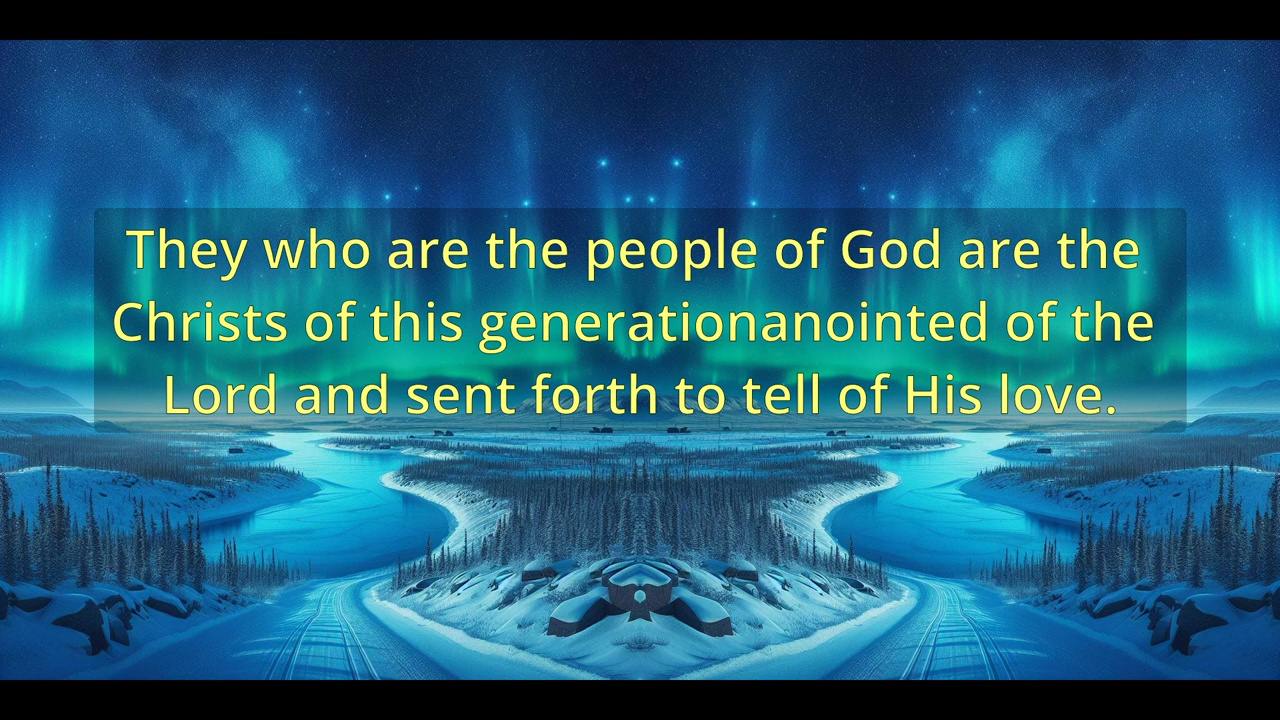 They who are the people of God are the
Christs of this generationanointed of the
Lord and sent forth to tell of His love.